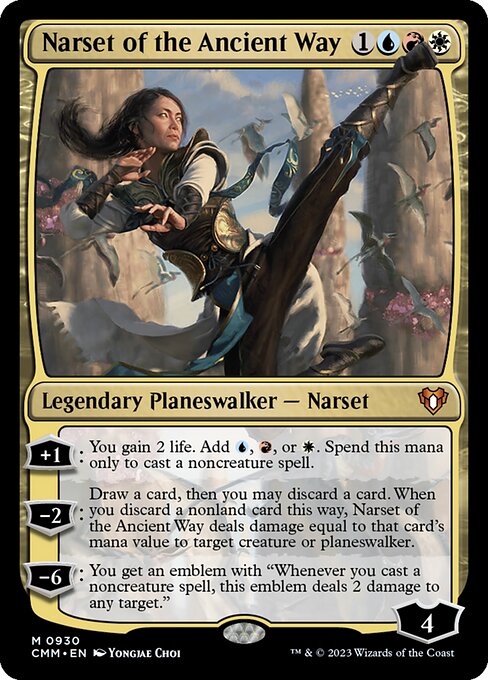 Narset of the Ancient Way 1
Legendary Planeswalker — Narset
+1: You gain 2 life. Add , , or . Spend this mana
only to cast a noncreature spell.
Draw a card, then you may discard a card. When
−2: you discard a nonland card this way, Narset of
the Ancient Way deals damage equal to that card's
mana value to target creature or planeswalker.
−6: You get an emblem with “Whenever you cast a
noncreature spell, this emblem deals 2 damage to
any target.”
4
M 0930
CMM • EN Yongjae Choi
™ & © 2023 Wizards of the Coast